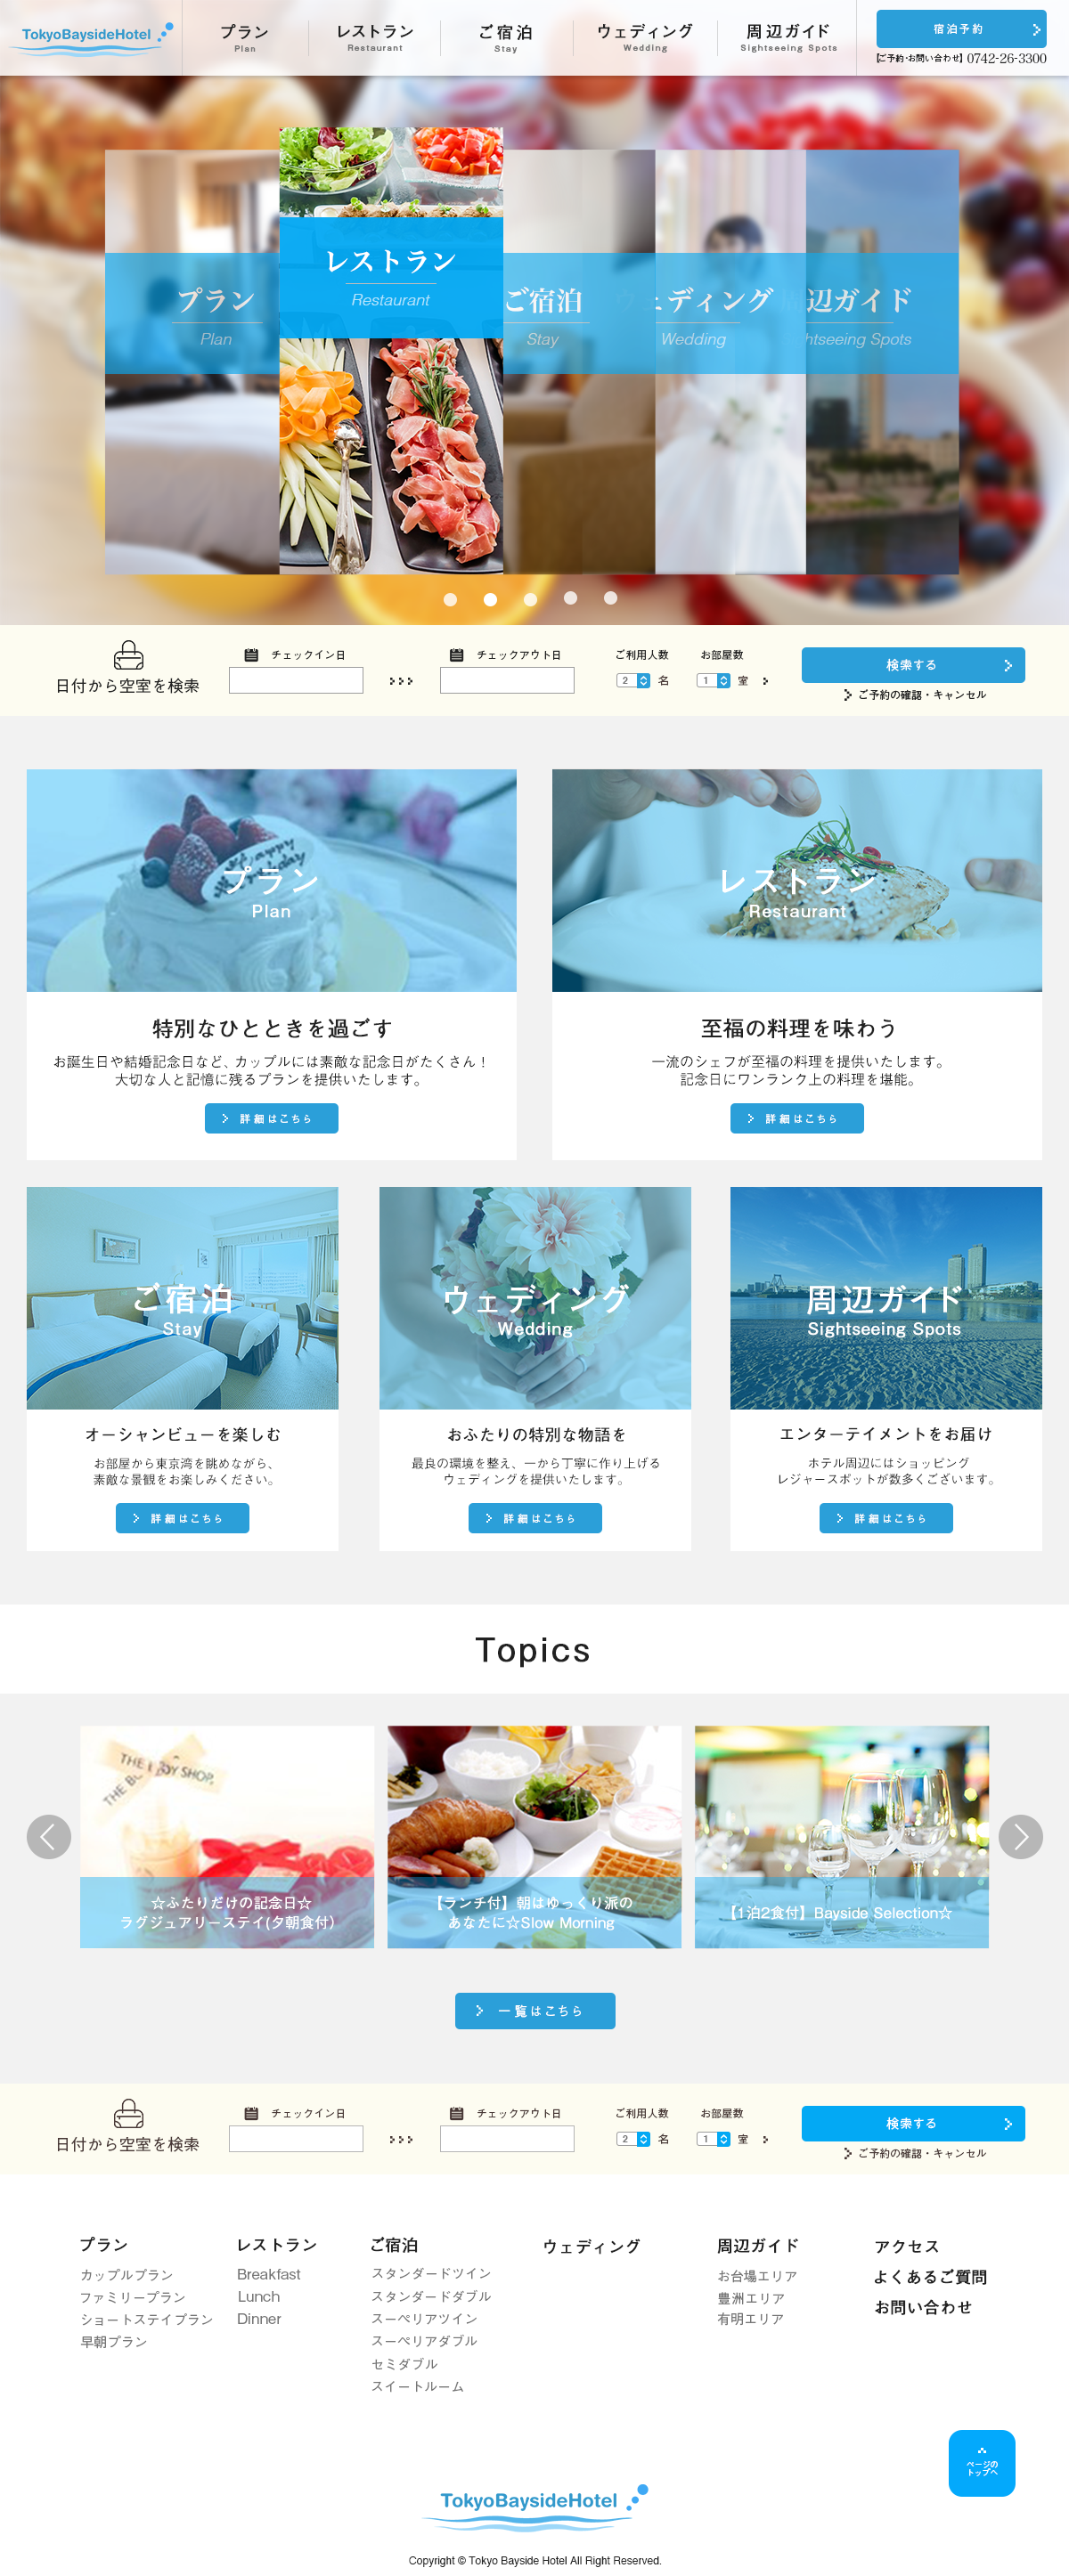 TokyoBaysideHotel
プラン
Plan
レストラン
Restaurant
ご宿泊
Stay
ウェディング
Wedding
周辺ガイド
Sightseeing Spots
宿泊予約
【ご予約・お問い合わせ】 0742-26-3300
プラン
Plan
レストラン
Restaurant
ご宿泊
Stay
ウェディング
Wedding
辺ガイド
htseeing Spots
日付から空室を検索
チェックイン日
チェックアウト日
ご利用人数
2 名
お部屋数
1 室
検索する
ご予約の確認・キャンセル
プラン
Plan
特別なひとときを過ごす
お誕生日や結婚記念日など、カップルには素敵な記念日がたくさん！
大切な人と記憶に残るプランを提供いたします。
詳細はこちら
レストラン
Restaurant
至福の料理を味わう
一流のシェフが至福の料理を提供いたします。
記念日にワンランク上の料理を堪能。
詳細はこちら
ご宿泊
Stay
オーシャンビューを楽しむ
お部屋から東京湾を眺めながら、
素敵な景観をお楽しみください。
詳細はこちら
ウェディング
Wedding
おふたりの特別な物語を
最良の環境を整え、一から丁寧に作り上げる
ウェディングを提供いたします。
詳細はこちら
周辺ガイド
Sightseeing Spots
エンターテイメントをお届け
ホテル周辺にはショッピング
レジャースポットが数多くございます。
詳細はこちら
Topics
☆ふたりだけの記念日☆
ラグジュアリーステイ(夕朝食付)
【ランチ付】朝はゆっくり派の
あなたに☆Slow Morning
【1泊2食付】Bayside Selection☆
一覧はこちら
日付から空室を検索
チェックイン日
チェックアウト日
ご利用人数
2 名
お部屋数
1 室
検索する
ご予約の確認・キャンセル
プラン
カップルプラン
ファミリープラン
ショートステイプラン
早朝プラン
レストラン
Breakfast
Lunch
Dinner
ご宿泊
スタンダードツイン
スタンダードダブル
スーペリアツイン
スーペリアダブル
セミダブル
スイートルーム
ウェディング
周辺ガイド
お台場エリア
豊洲エリア
有明エリア
アクセス
よくあるご質問
お問い合わせ
ページの
トップへ
TokyoBaysideHotel
Copyright © Tokyo Bayside Hotel All Right Reserved.